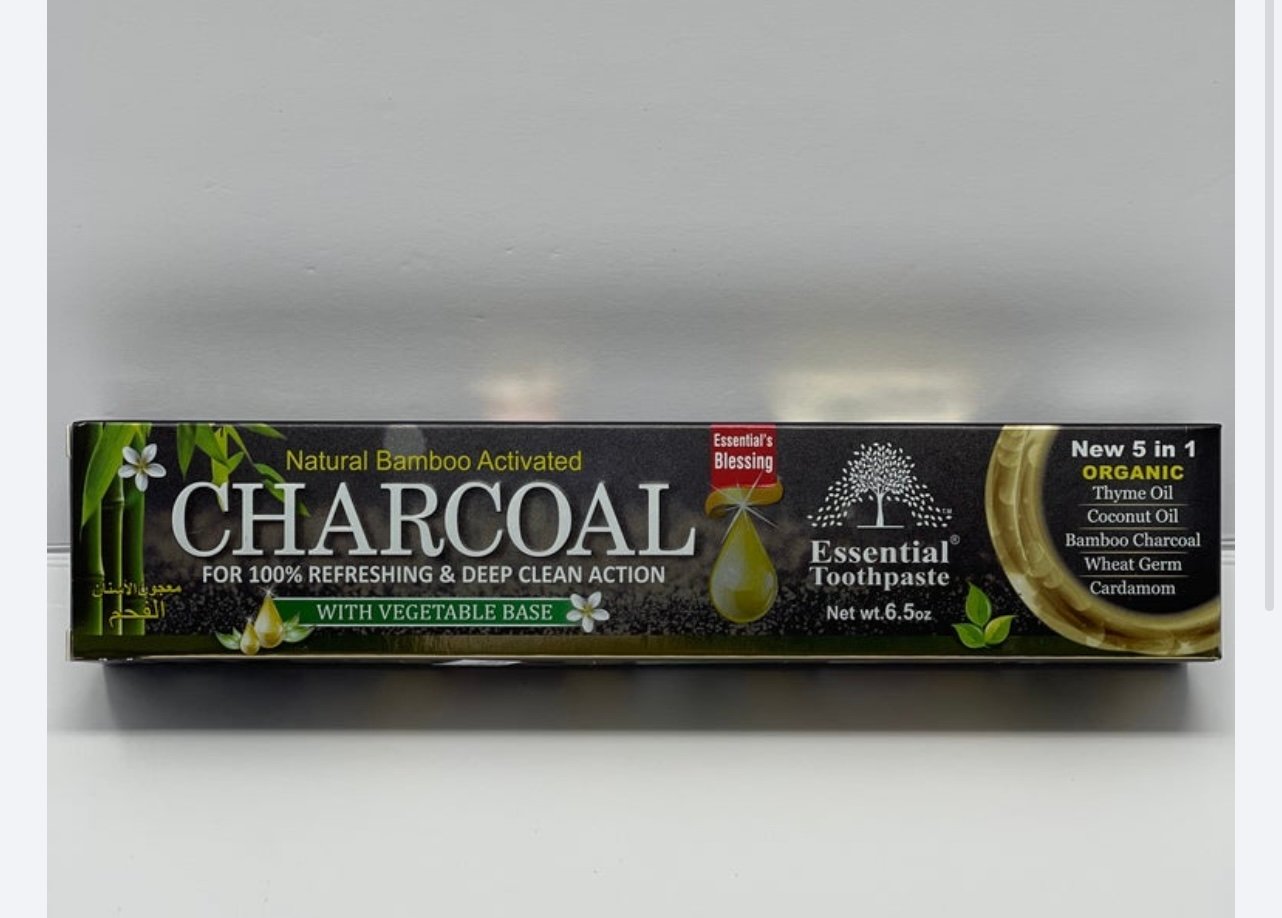 Natural Bamboo Activated
CHARCOAL
FOR 100% REFRESHING & DEEP CLEAN ACTION
WITH VEGETABLE BASE
معجون الأسنان
الفحم
Essential's
Blessing
Essential®
Toothpaste
Net wt.6.5oz
New 5 in 1
ORGANIC
Thyme Oil
Coconut Oil
Bamboo Charcoal
Wheat Germ
Cardamom